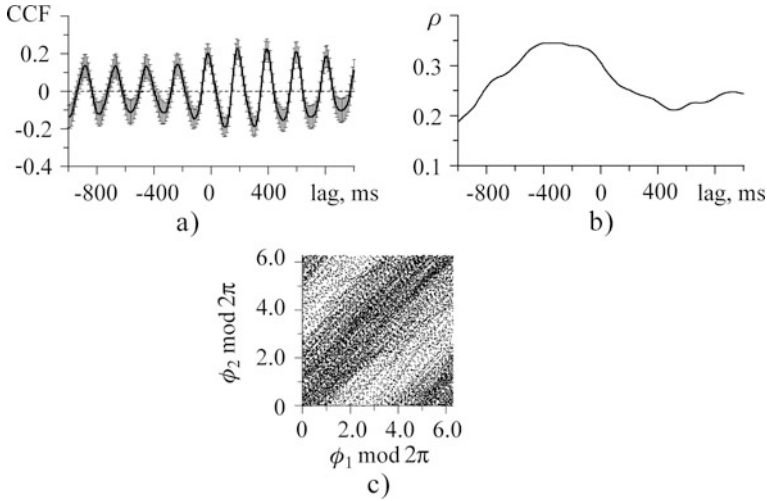 CCF
0.2
0
-0.2
-0.4
-800 -400 0 400 lag, ms
a)
ρ
0.3
0.2
0.1
-800 -400 0 400 lag, ms
b)
6.0
4.0
2.0
0
ϕ₂ mod 2π
0 2.0 4.0 6.0
ϕ₁ mod 2π
c)